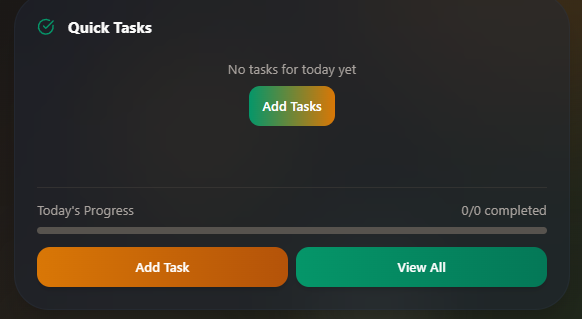 Quick Tasks
No tasks for today yet
Add Tasks
Today's Progress 0/0 completed
Add Task View All